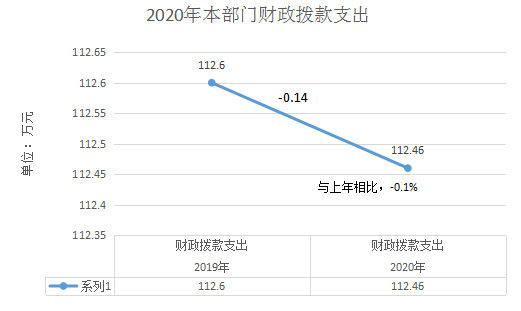 2020年本部门财政拨款支出
112.65
112.6
112.55
112.5
112.45
112.4
112.35
单位：万元
112.6
-0.14
112.46
与上年相比，-0.1%
财政拨款支出 财政拨款支出
2019年 2020年
系列1 112.6 112.46